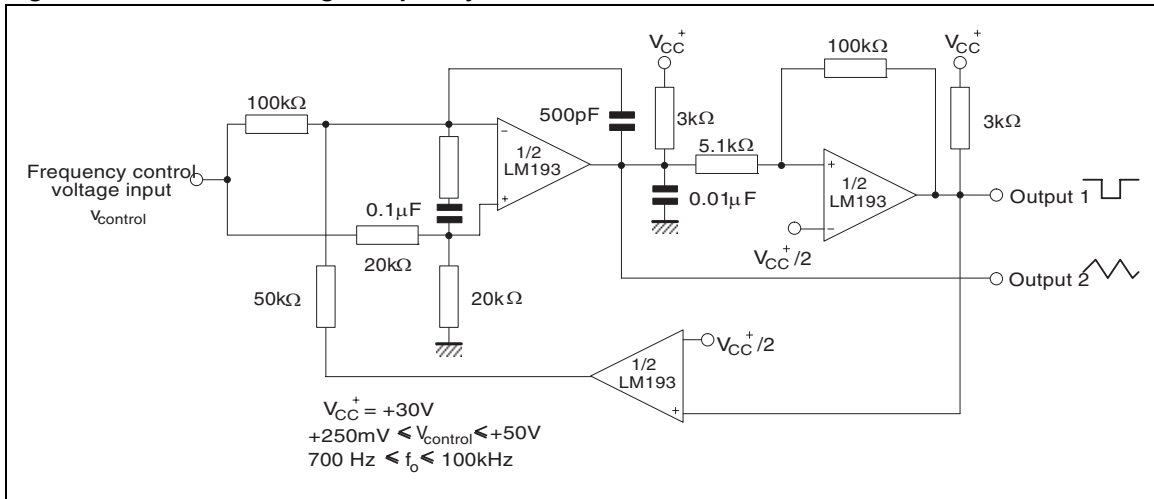 V_CC^+
100kΩ
V_CC^+
100kΩ
500pF
3kΩ
3kΩ
5.1kΩ
−
+
1/2
LM193
+
−
1/2
LM193
Frequency control
voltage input
V_control
0.1μF
0.01μF
Output 1
V_CC^+/2
20kΩ
50kΩ
20kΩ
Output 2
V_CC^+/2
1/2
LM193
+
V_CC^+ = +30V
+250mV ⩽ V_control ⩽ +50V
700 Hz ⩽ f_o ⩽ 100kHz